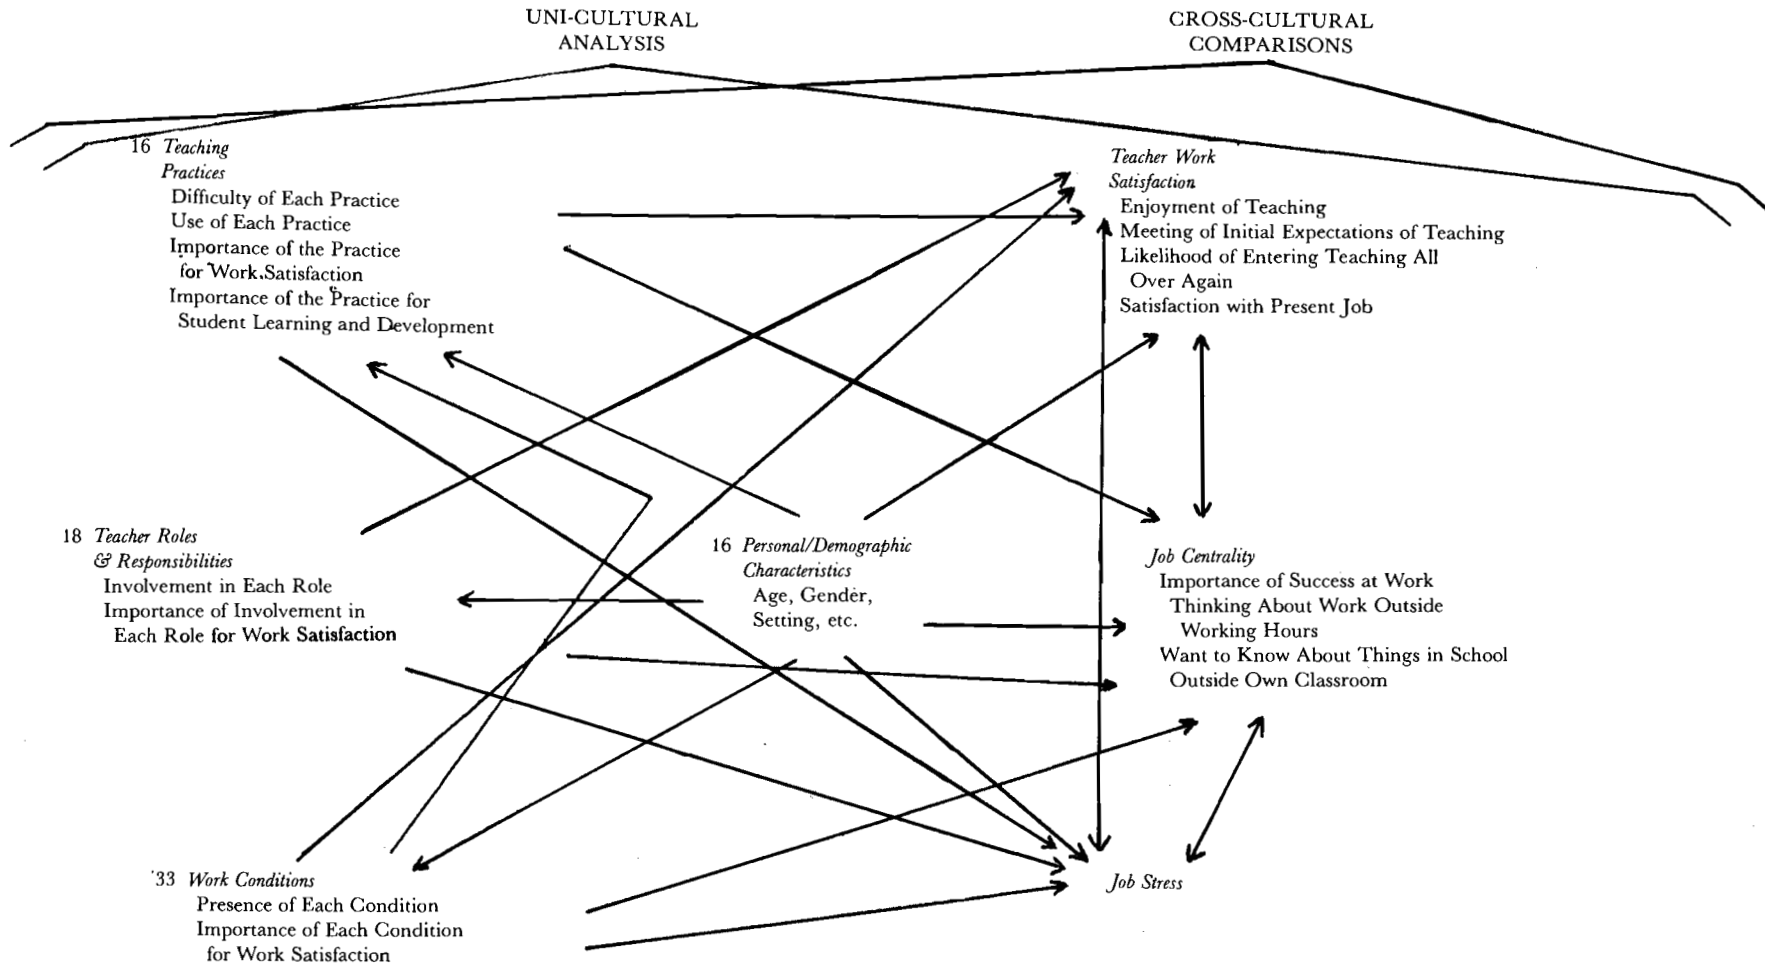 UNI-CULTURAL
ANALYSIS
CROSS-CULTURAL
COMPARISONS
16 Teaching
Practices
Difficulty of Each Practice
Use of Each Practice
Importance of the Practice
for Work Satisfaction
Importance of the Practice for
Student Learning and Development
Teacher Work
Satisfaction
Enjoyment of Teaching
Meeting of Initial Expectations of Teaching
Likelihood of Entering Teaching All
Over Again
Satisfaction with Present Job
18 Teacher Roles
& Responsibilities
Involvement in Each Role
Importance of Involvement in
Each Role for Work Satisfaction
16 Personal/Demographic
Characteristics
Age, Gender,
Setting, etc.
Job Centrality
Importance of Success at Work
Thinking About Work Outside
Working Hours
Want to Know About Things in School
Outside Own Classroom
33 Work Conditions
Presence of Each Condition
Importance of Each Condition
for Work Satisfaction
Job Stress